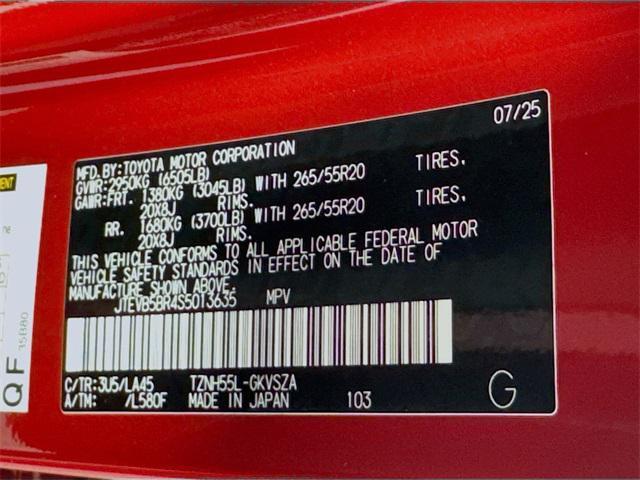 07/25
MFD.BY:TOYOTA MOTOR CORPORATION
GVWR:2950KG (6505LB)
GAWR:FRT. 1380KG (3045LB) WITH 265/55R20 TIRES,
20X8J RIMS.
RR. 1680KG (3700LB) WITH 265/55R20 TIRES,
20X8J RIMS.
THIS VEHICLE CONFORMS TO ALL APPLICABLE FEDERAL MOTOR
VEHICLE SAFETY STANDARDS IN EFFECT ON THE DATE OF
MANUFACTURE SHOWN ABOVE.
JTEVB5BR4S5013635 MPV
C/TR:3U5/LA45 TZNH55L-GKVSZA
A/TM: /L580F MADE IN JAPAN 103 G
QF
35B80